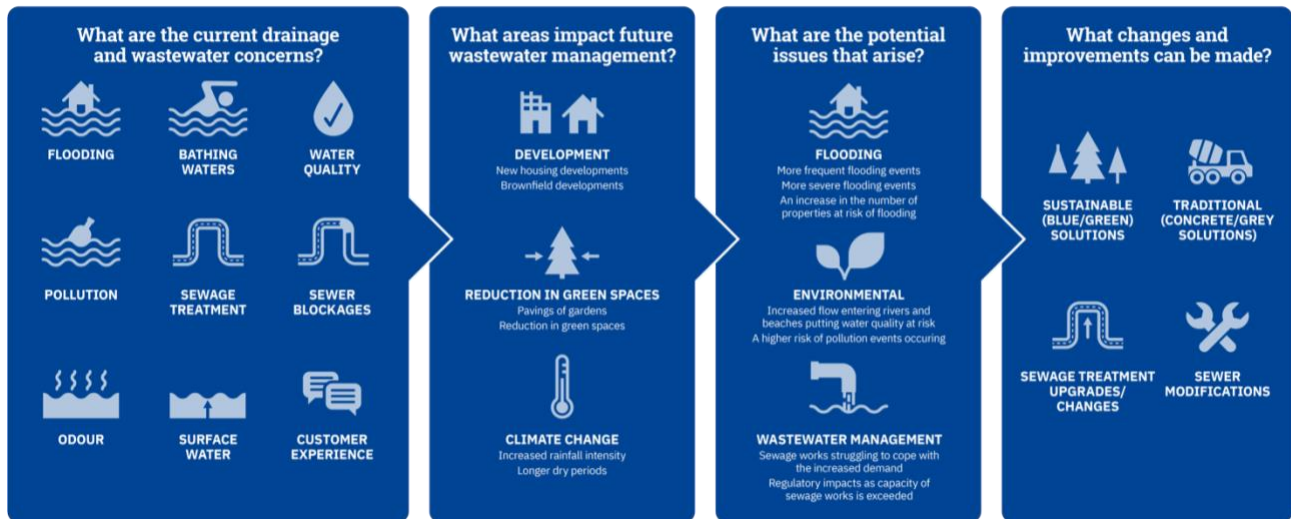 What are the current drainage
and wastewater concerns?
FLOODING
BATHING
WATERS
WATER
QUALITY
POLLUTION
SEWAGE
TREATMENT
SEWER
BLOCKAGES
ODOUR
SURFACE
WATER
CUSTOMER
EXPERIENCE
What areas impact future
wastewater management?
DEVELOPMENT
New housing developments
Brownfield developments
REDUCTION IN GREEN SPACES
Pavings of gardens
Reduction in green spaces
CLIMATE CHANGE
Increased rainfall intensity
Longer dry periods
What are the potential
issues that arise?
FLOODING
More frequent flooding events
More severe flooding events
An increase in the number of
properties at risk of flooding
ENVIRONMENTAL
Increased flow entering rivers and
beaches putting water quality at risk
A higher risk of pollution events occuring
WASTEWATER MANAGEMENT
Sewage works struggling to cope with
the increased demand
Regulatory impacts as capacity of
sewage works is exceeded
What changes and
improvements can be made?
SUSTAINABLE
(BLUE/GREEN)
SOLUTIONS
TRADITIONAL
(CONCRETE/GREY
SOLUTIONS)
SEWAGE TREATMENT
UPGRADES/
CHANGES
SEWER
MODIFICATIONS